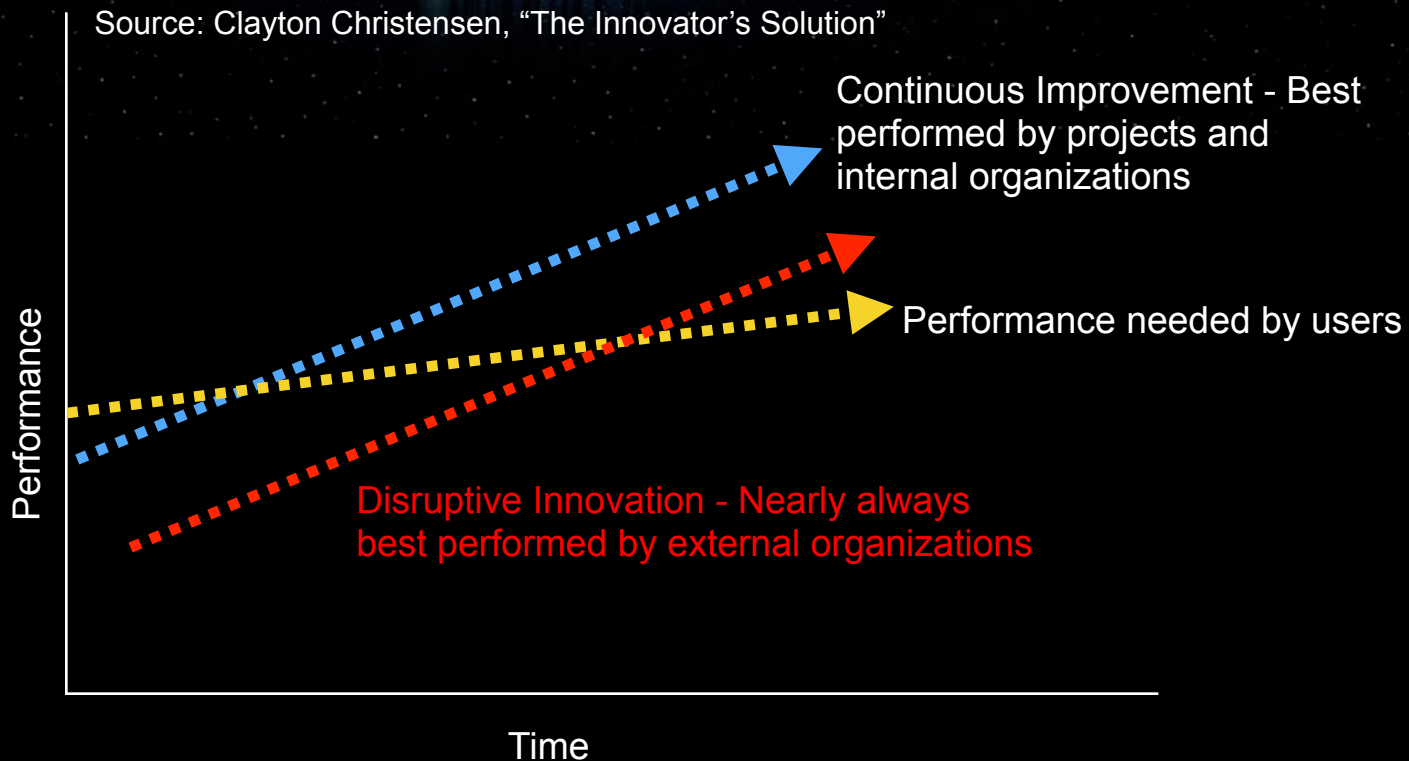 Source: Clayton Christensen, “The Innovator’s Solution”
Continuous Improvement - Best
performed by projects and
internal organizations
Performance needed by users
Performance
Disruptive Innovation - Nearly always
best performed by external organizations
Time